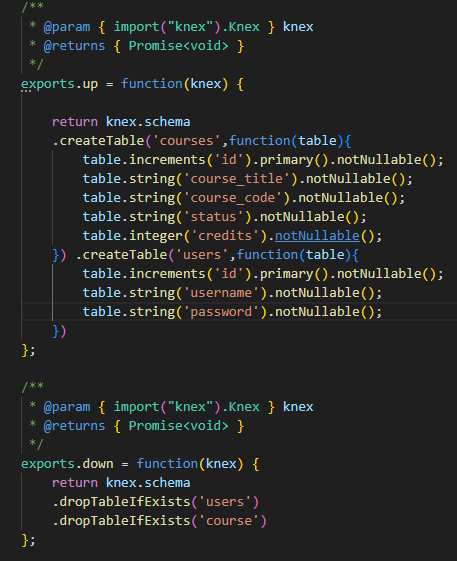 /**
 * @param { import("knex").Knex } knex
 * @returns { Promise<void> }
 */
exports.up = function(knex) {
    return knex.schema
    .createTable('courses',function(table){
        table.increments('id').primary().notNullable();
        table.string('course_title').notNullable();
        table.string('course_code').notNullable();
        table.string('status').notNullable();
        table.integer('credits').notNullable();
    }) .createTable('users',function(table){
        table.increments('id').primary().notNullable();
        table.string('username').notNullable();
        table.string('password').notNullable();
    })
};
/**
 * @param { import("knex").Knex } knex
 * @returns { Promise<void> }
 */
exports.down = function(knex) {
    return knex.schema
    .dropTableIfExists('users')
    .dropTableIfExists('course')
};